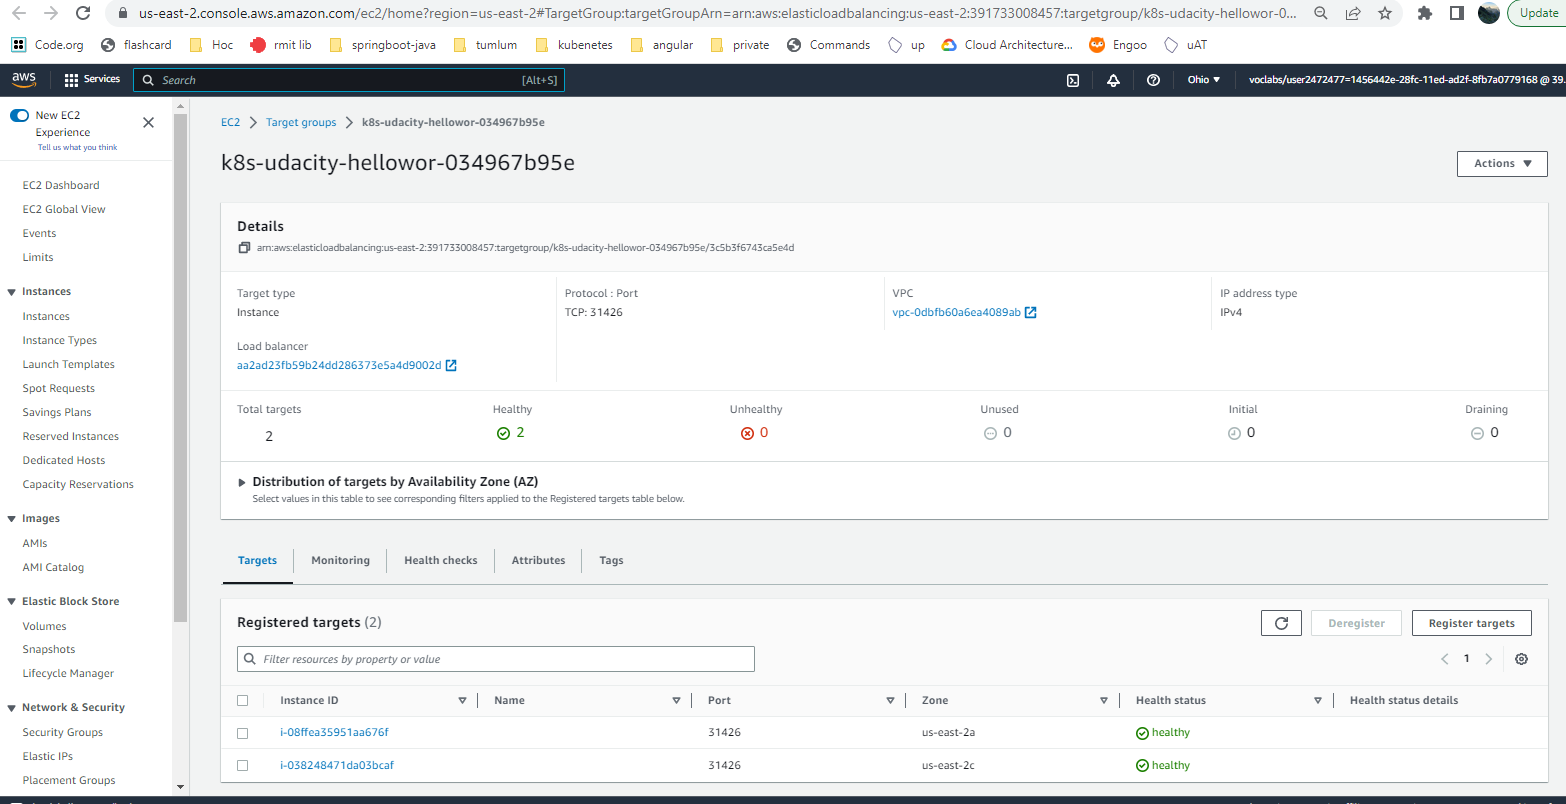 us-east-2.console.aws.amazon.com/ec2/home?region=us-east-2#TargetGroup:targetGroupArn=arn:aws:elasticloadbalancing:us-east-2:391733008457:targetgroup/k8s-udacity-hellowor-0...
Update
Code.org flashcard Hoc rmit lib springboot-java tumlum kubenetes angular private Commands up Cloud Architecture... Engoo uAT
aws Services Search [Alt+S] Ohio voclabs/user2472477=1456442e-28fc-11ed-ad2f-8fb7a0779168 @ 39.
New EC2
Experience
Tell us what you think
EC2 Dashboard
EC2 Global View
Events
Limits
Instances
Instances
Instance Types
Launch Templates
Spot Requests
Savings Plans
Reserved Instances
Dedicated Hosts
Capacity Reservations
Images
AMIs
AMI Catalog
Elastic Block Store
Volumes
Snapshots
Lifecycle Manager
Network & Security
Security Groups
Elastic IPs
Placement Groups
EC2 Target groups k8s-udacity-hellowor-034967b95e
k8s-udacity-hellowor-034967b95e
Actions
Details
arn:aws:elasticloadbalancing:us-east-2:391733008457:targetgroup/k8s-udacity-hellowor-034967b95e/3c5b3f6743ca5e4d
Target type Protocol : Port VPC IP address type
Instance TCP: 31426 vpc-0dbfb60a6ea4089ab IPv4
Load balancer
aa2ad23fb59b24dd286373e5a4d9002d
Total targets Healthy Unhealthy Unused Initial Draining
2 2 0 0 0 0
Distribution of targets by Availability Zone (AZ)
Select values in this table to see corresponding filters applied to the Registered targets table below.
Targets Monitoring Health checks Attributes Tags
Registered targets (2)
Deregister Register targets
Filter resources by property or value
1
Instance ID Name Port Zone Health status Health status details
i-08ffea35951aa676f 31426 us-east-2a healthy
i-038248471da03bcaf 31426 us-east-2c healthy